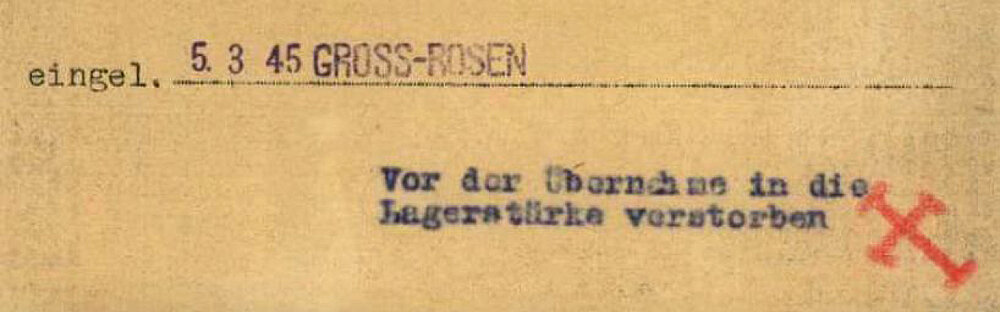 eingel. 5. 3 45 GROSS-ROSEN
Vor der Übernahme in die
Lagerstärke verstorben